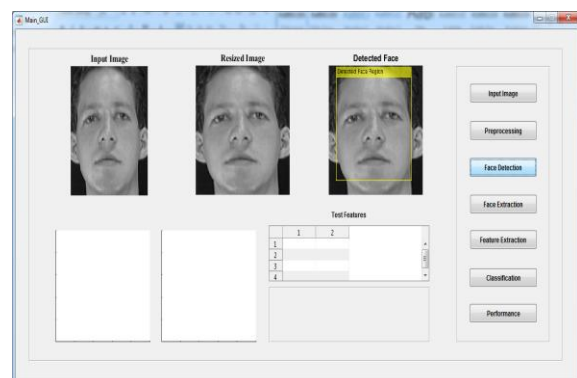 Main_GUI
Input Image
Resized Image
Detected Face
Detected Face Region
Input Image
Preprocessing
Face Detection
Face Extraction
Feature Extraction
Classification
Performance
Test Features
1 2
1
2
3
4